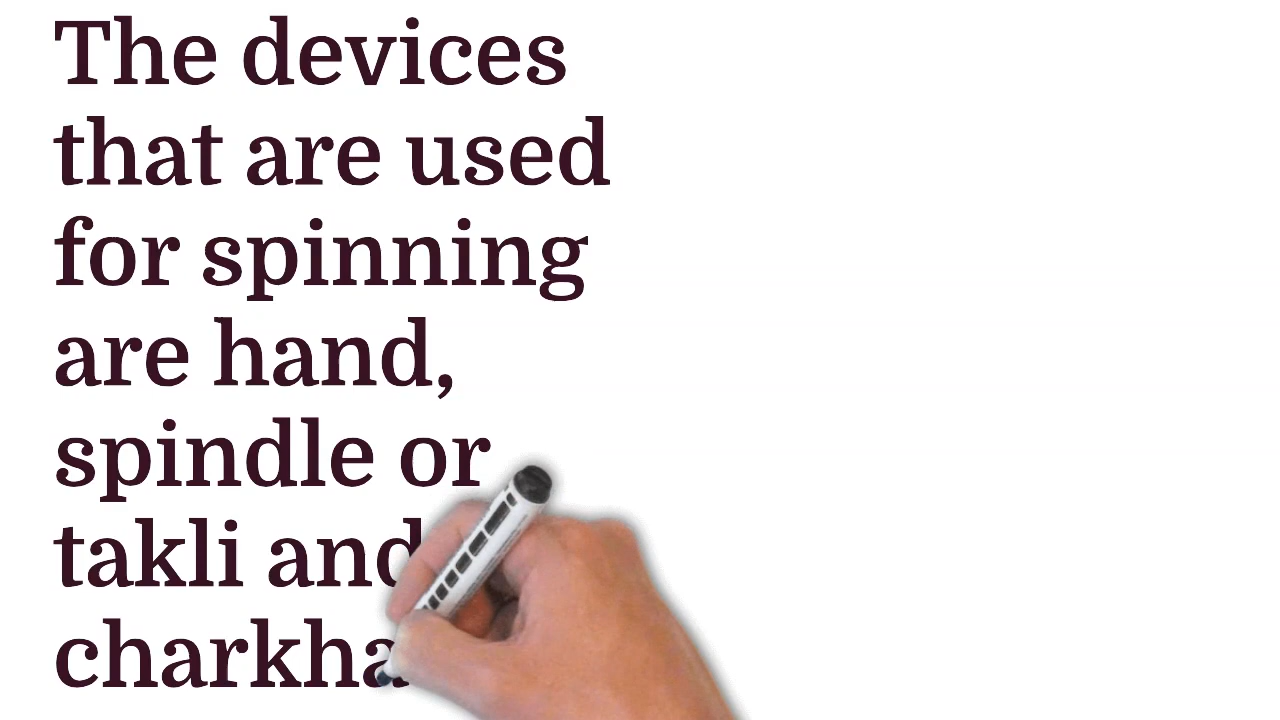 The devices
that are used
for spinning
are hand,
spindle or
takli and
charkha